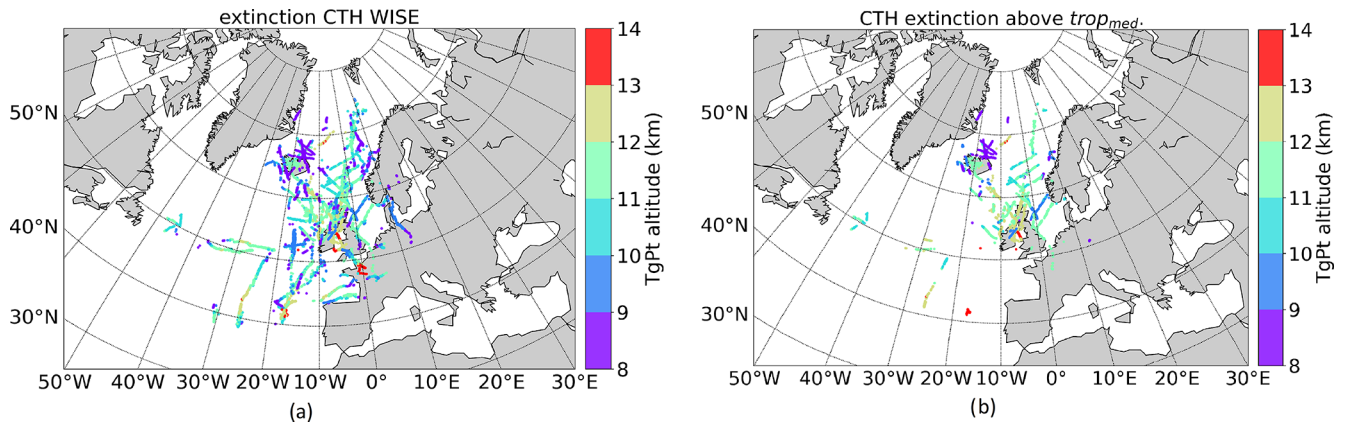 extinction CTH WISE
50°N
40°N
30°N
50°W 40°W 30°W 20°W 10°W 0° 10°E 20°E 30°E
14
13
12
11
10
9
8
TgPt altitude (km)
(a)
CTH extinction above trop_med.
50°N
40°N
30°N
50°W 40°W 30°W 20°W 10°W 0° 10°E 20°E 30°E
14
13
12
11
10
9
8
TgPt altitude (km)
(b)